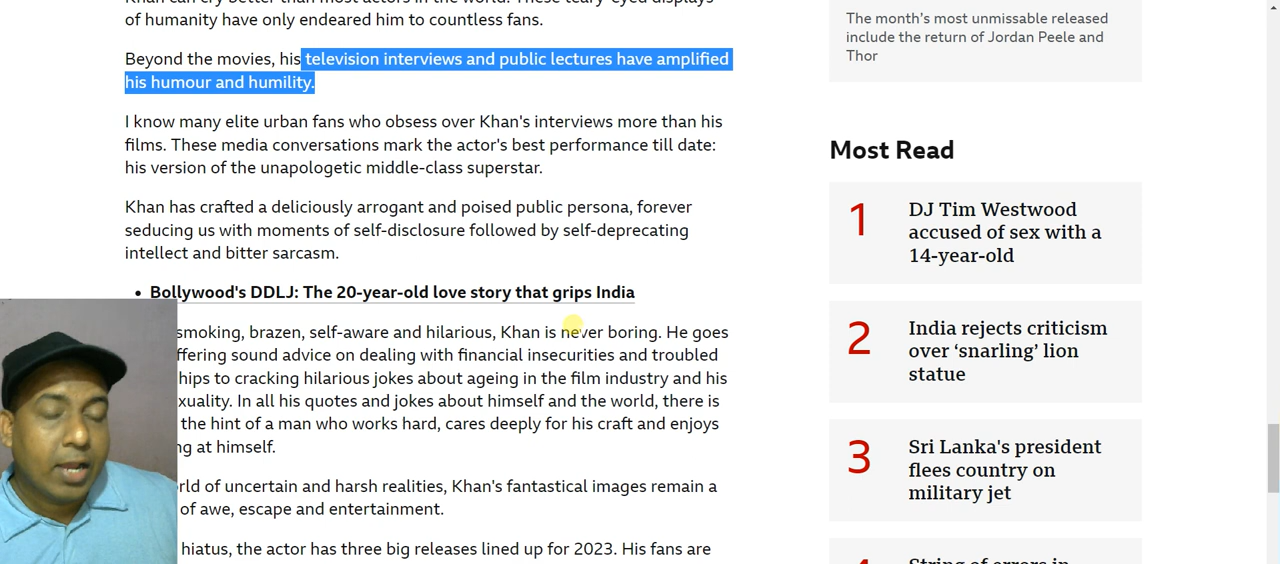 Khan can cry better than most actors in the world. These teary-eyed displays
of humanity have only endeared him to countless fans.
Beyond the movies, his television interviews and public lectures have amplified
his humour and humility.
I know many elite urban fans who obsess over Khan's interviews more than his
films. These media conversations mark the actor's best performance till date:
his version of the unapologetic middle-class superstar.
Khan has crafted a deliciously arrogant and poised public persona, forever
seducing us with moments of self-disclosure followed by self-deprecating
intellect and bitter sarcasm.
• Bollywood's DDLJ: The 20-year-old love story that grips India
smoking, brazen, self-aware and hilarious, Khan is never boring. He goes
ffering sound advice on dealing with financial insecurities and troubled
hips to cracking hilarious jokes about ageing in the film industry and his
xuality. In all his quotes and jokes about himself and the world, there is
the hint of a man who works hard, cares deeply for his craft and enjoys
ng at himself.
rld of uncertain and harsh realities, Khan's fantastical images remain a
of awe, escape and entertainment.
hiatus, the actor has three big releases lined up for 2023. His fans are
The month's most unmissable released
include the return of Jordan Peele and
Thor
Most Read
1
DJ Tim Westwood
accused of sex with a
14-year-old
2
India rejects criticism
over ‘snarling’ lion
statue
3
Sri Lanka's president
flees country on
military jet
String of errors in